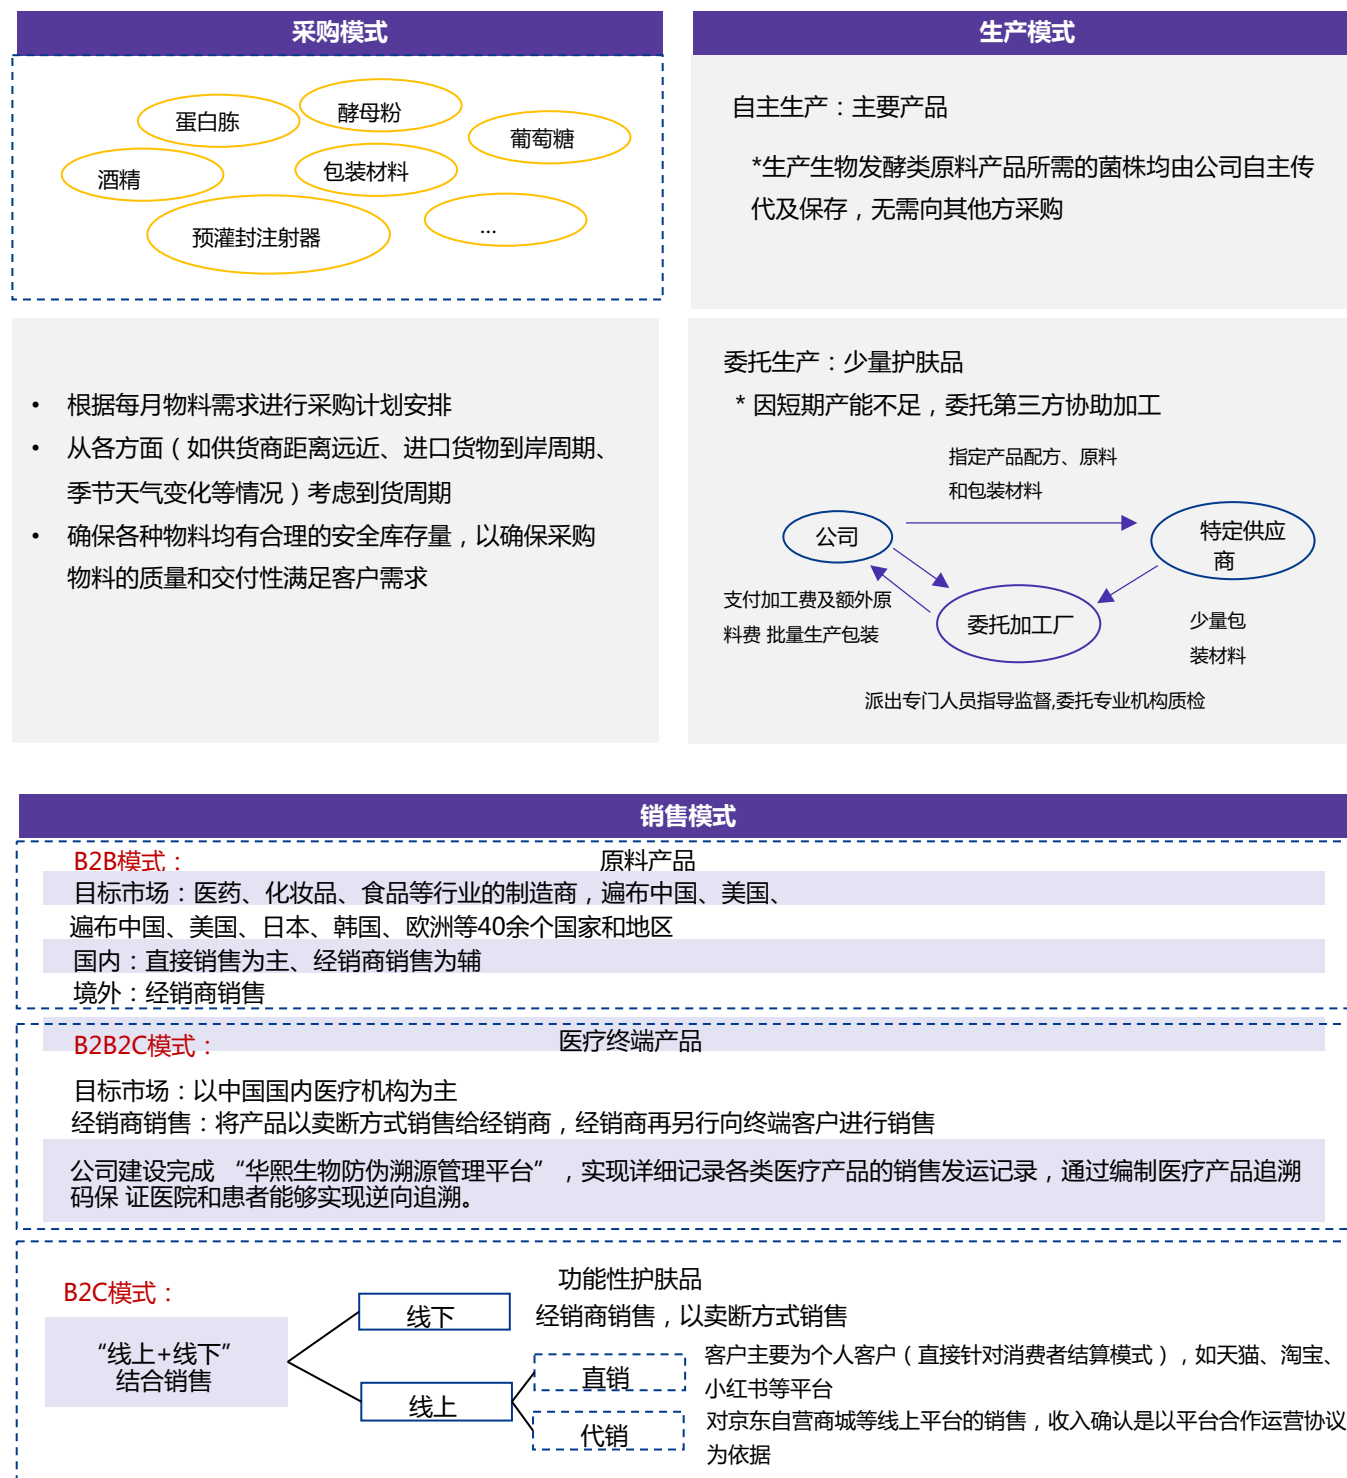 采购模式
蛋白胨
酵母粉
葡萄糖
酒精
包装材料
预灌封注射器
...
• 根据每月物料需求进行采购计划安排
• 从各方面（如供货商距离远近、进口货物到岸周期、
季节天气变化等情况）考虑到货周期
• 确保各种物料均有合理的安全库存量，以确保采购
物料的质量和交付性满足客户需求
生产模式
自主生产：主要产品
*生产生物发酵类原料产品所需的菌株均由公司自主传
代及保存，无需向其他方采购
委托生产：少量护肤品
* 因短期产能不足，委托第三方协助加工
指定产品配方、原料
和包装材料
公司
特定供应
商
支付加工费及额外原
料费 批量生产包装
委托加工厂
少量包
装材料
派出专门人员指导监督,委托专业机构质检
销售模式
B2B模式： 原料产品
目标市场：医药、化妆品、食品等行业的制造商，遍布中国、美国、
遍布中国、美国、日本、韩国、欧洲等40余个国家和地区
国内：直接销售为主、经销商销售为辅
境外：经销商销售
B2B2C模式： 医疗终端产品
目标市场：以中国国内医疗机构为主
经销商销售：将产品以卖断方式销售给经销商，经销商再另行向终端客户进行销售
公司建设完成 “华熙生物防伪溯源管理平台” ，实现详细记录各类医疗产品的销售发运记录，通过编制医疗产品追溯
码保 证医院和患者能够实现逆向追溯。
B2C模式： 功能性护肤品
“线上+线下”
结合销售
线下
经销商销售，以卖断方式销售
线上
直销
客户主要为个人客户（直接针对消费者结算模式），如天猫、淘宝、
小红书等平台
代销
对京东自营商城等线上平台的销售，收入确认是以平台合作运营协议
为依据